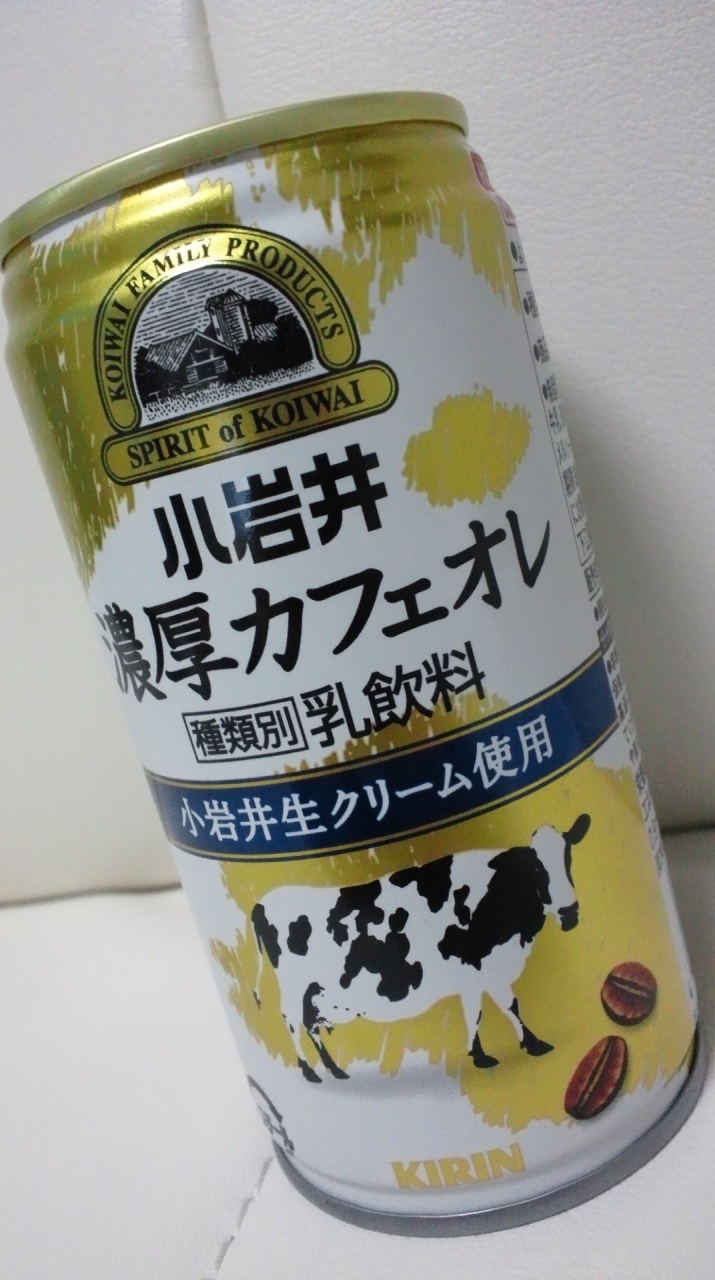 KOIWAI FAMILY PRODUCTS
SPIRIT of KOIWAI
小岩井
濃厚カフェオレ
種類別 乳飲料
小岩井生クリーム使用
KIRIN